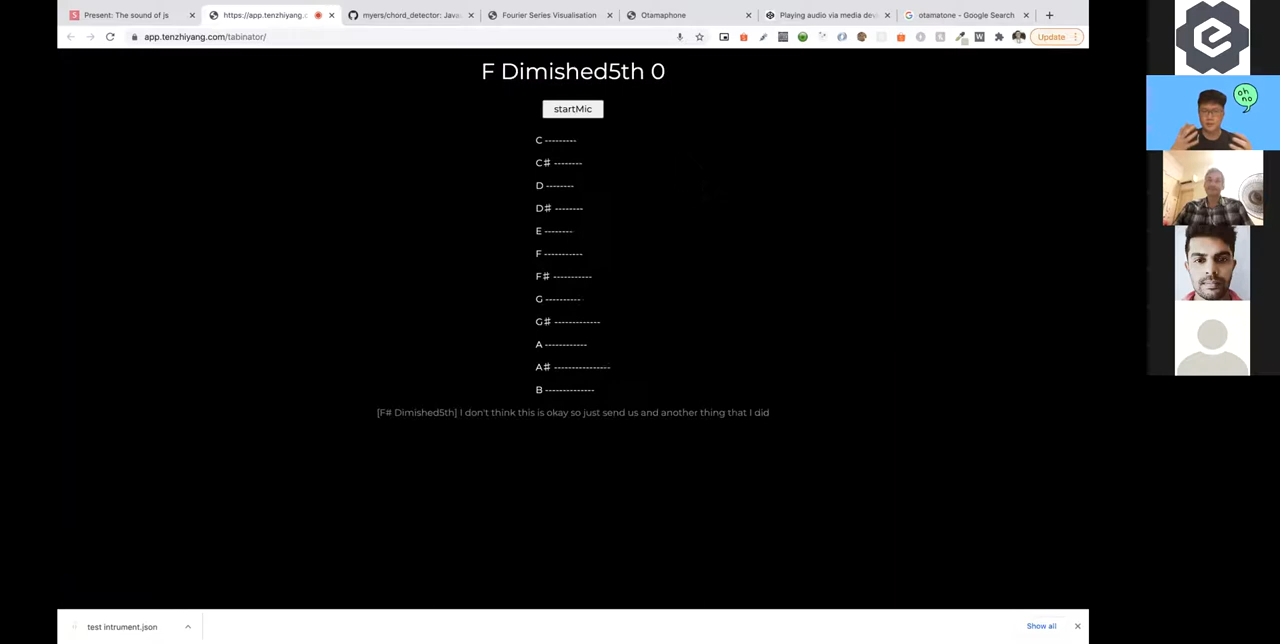 Present: The sound of js
https://app.tenzhiyang.c
myers/chord_detector: Java
Fourier Series Visualisation
Otamaphone
Playing audio via media dev
otamatone - Google Search
app.tenzhiyang.com/tabinator/
Update
oh no
F Dimished5th 0
startMic
C ---------
C# --------
D --------
D# --------
E --------
F -----------
F# -----------
G ----------
G# -------------
A ------------
A# ----------------
B --------------
[F# Dimished5th] I don't think this is okay so just send us and another thing that I did
test intrument.json
Show all